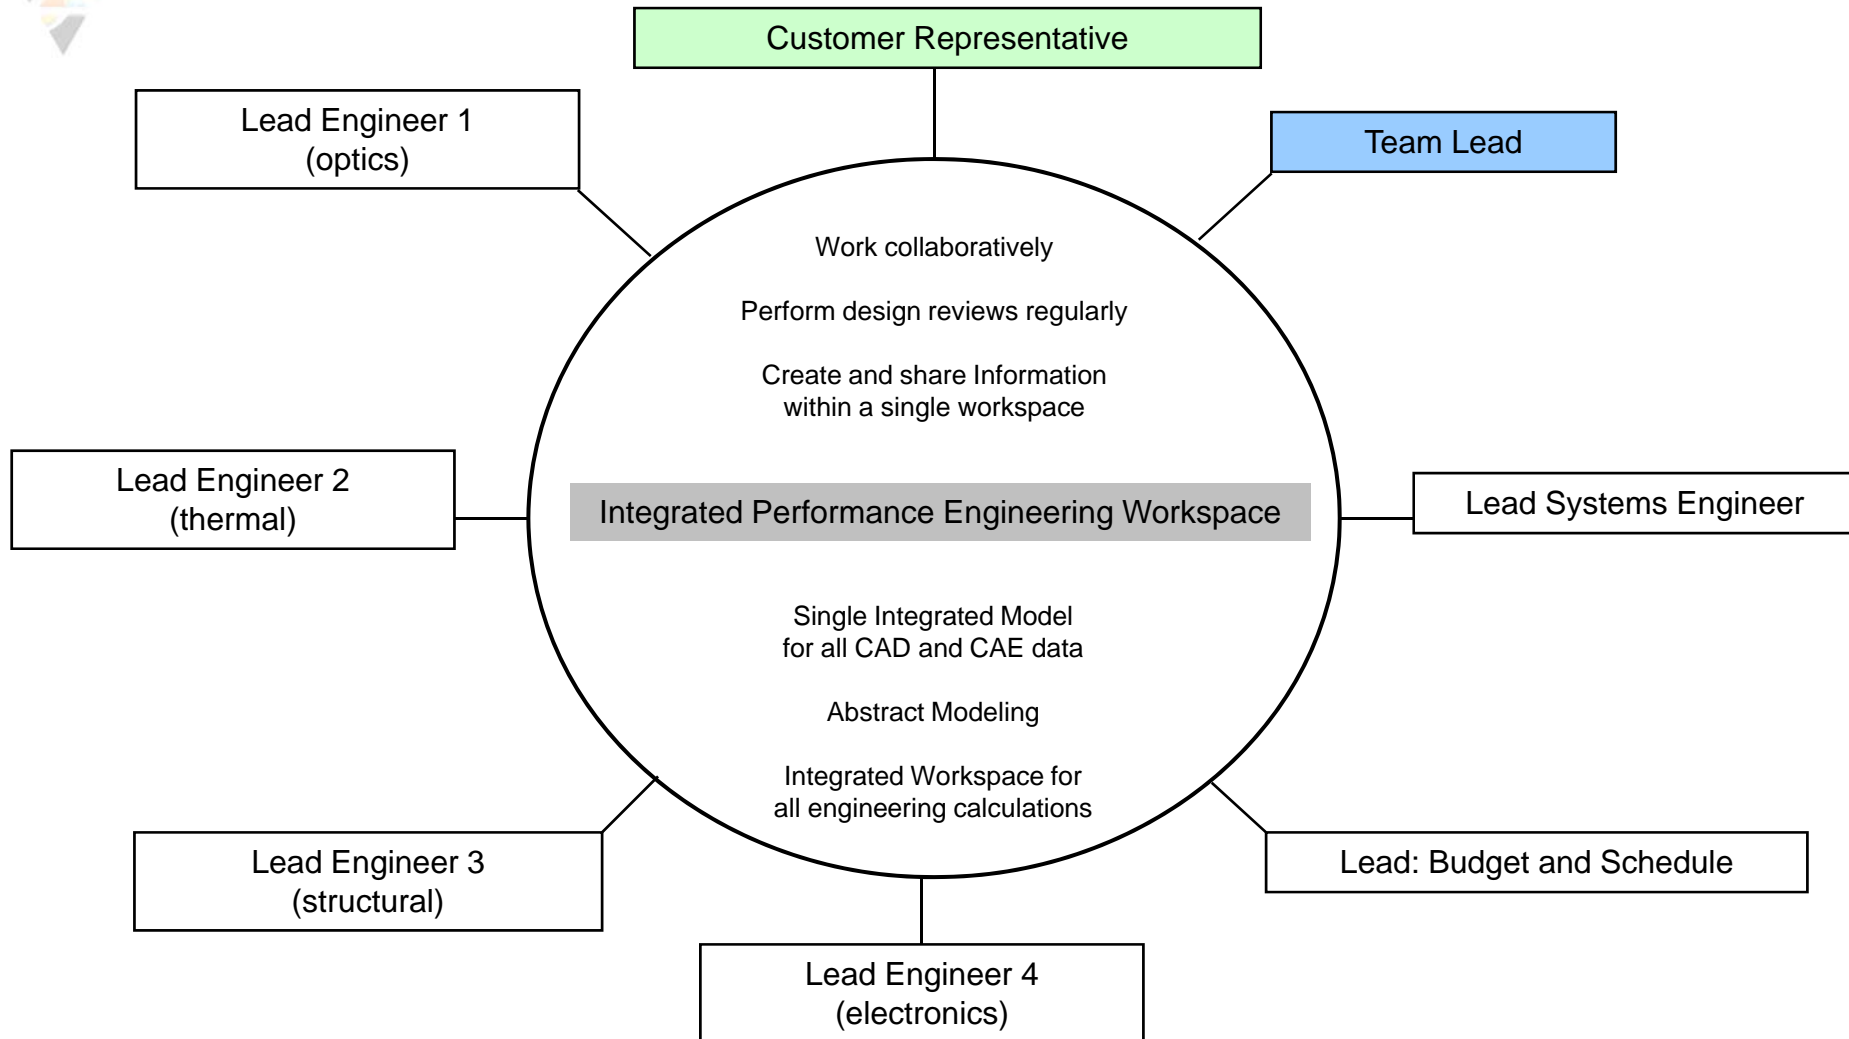 Customer Representative
Lead Engineer 1
(optics)
Team Lead
Work collaboratively
Perform design reviews regularly
Create and share Information
within a single workspace
Lead Engineer 2
(thermal)
Integrated Performance Engineering Workspace
Lead Systems Engineer
Single Integrated Model
for all CAD and CAE data
Abstract Modeling
Integrated Workspace for
all engineering calculations
Lead Engineer 3
(structural)
Lead: Budget and Schedule
Lead Engineer 4
(electronics)